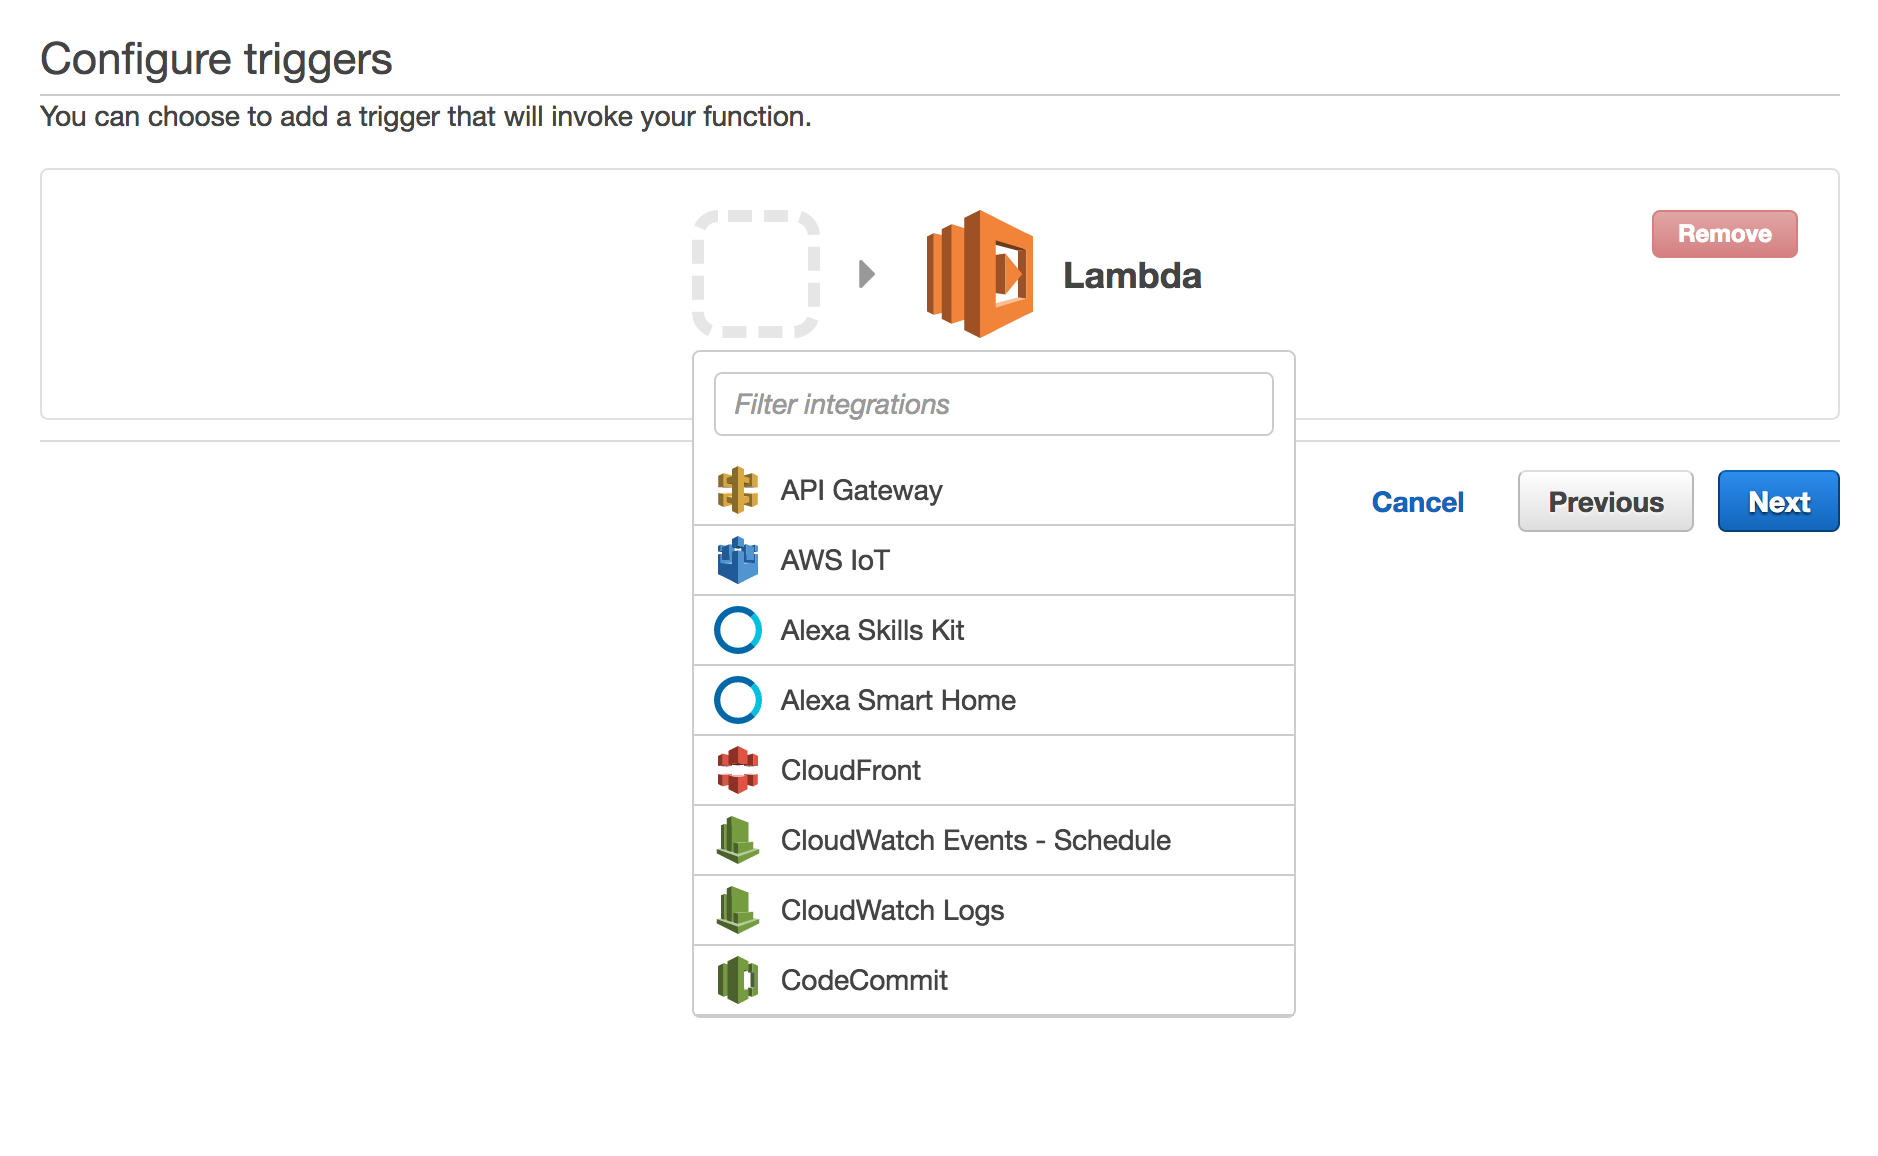 Configure triggers
You can choose to add a trigger that will invoke your function.
Remove
Lambda
Filter integrations
API Gateway
AWS IoT
Alexa Skills Kit
Alexa Smart Home
CloudFront
CloudWatch Events - Schedule
CloudWatch Logs
CodeCommit
Cancel
Previous
Next